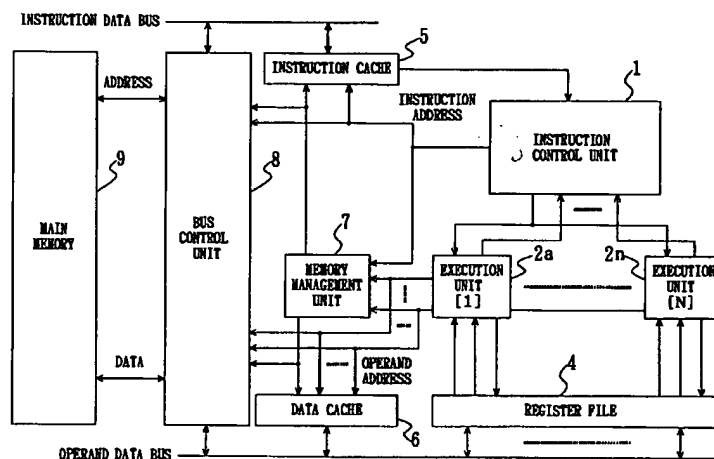 INSTRUCTION DATA BUS
5
INSTRUCTION CACHE
1
ADDRESS
INSTRUCTION
ADDRESS
INSTRUCTION
CONTROL UNIT
9
8
MAIN
MEMORY
BUS
CONTROL
UNIT
7
MEMORY
MANAGEMENT
UNIT
2a
EXECUTION
UNIT
[1]
2n
EXECUTION
UNIT
[N]
DATA
OPERAND
ADDRESS
4
DATA CACHE
REGISTER FILE
6
OPERAND DATA BUS